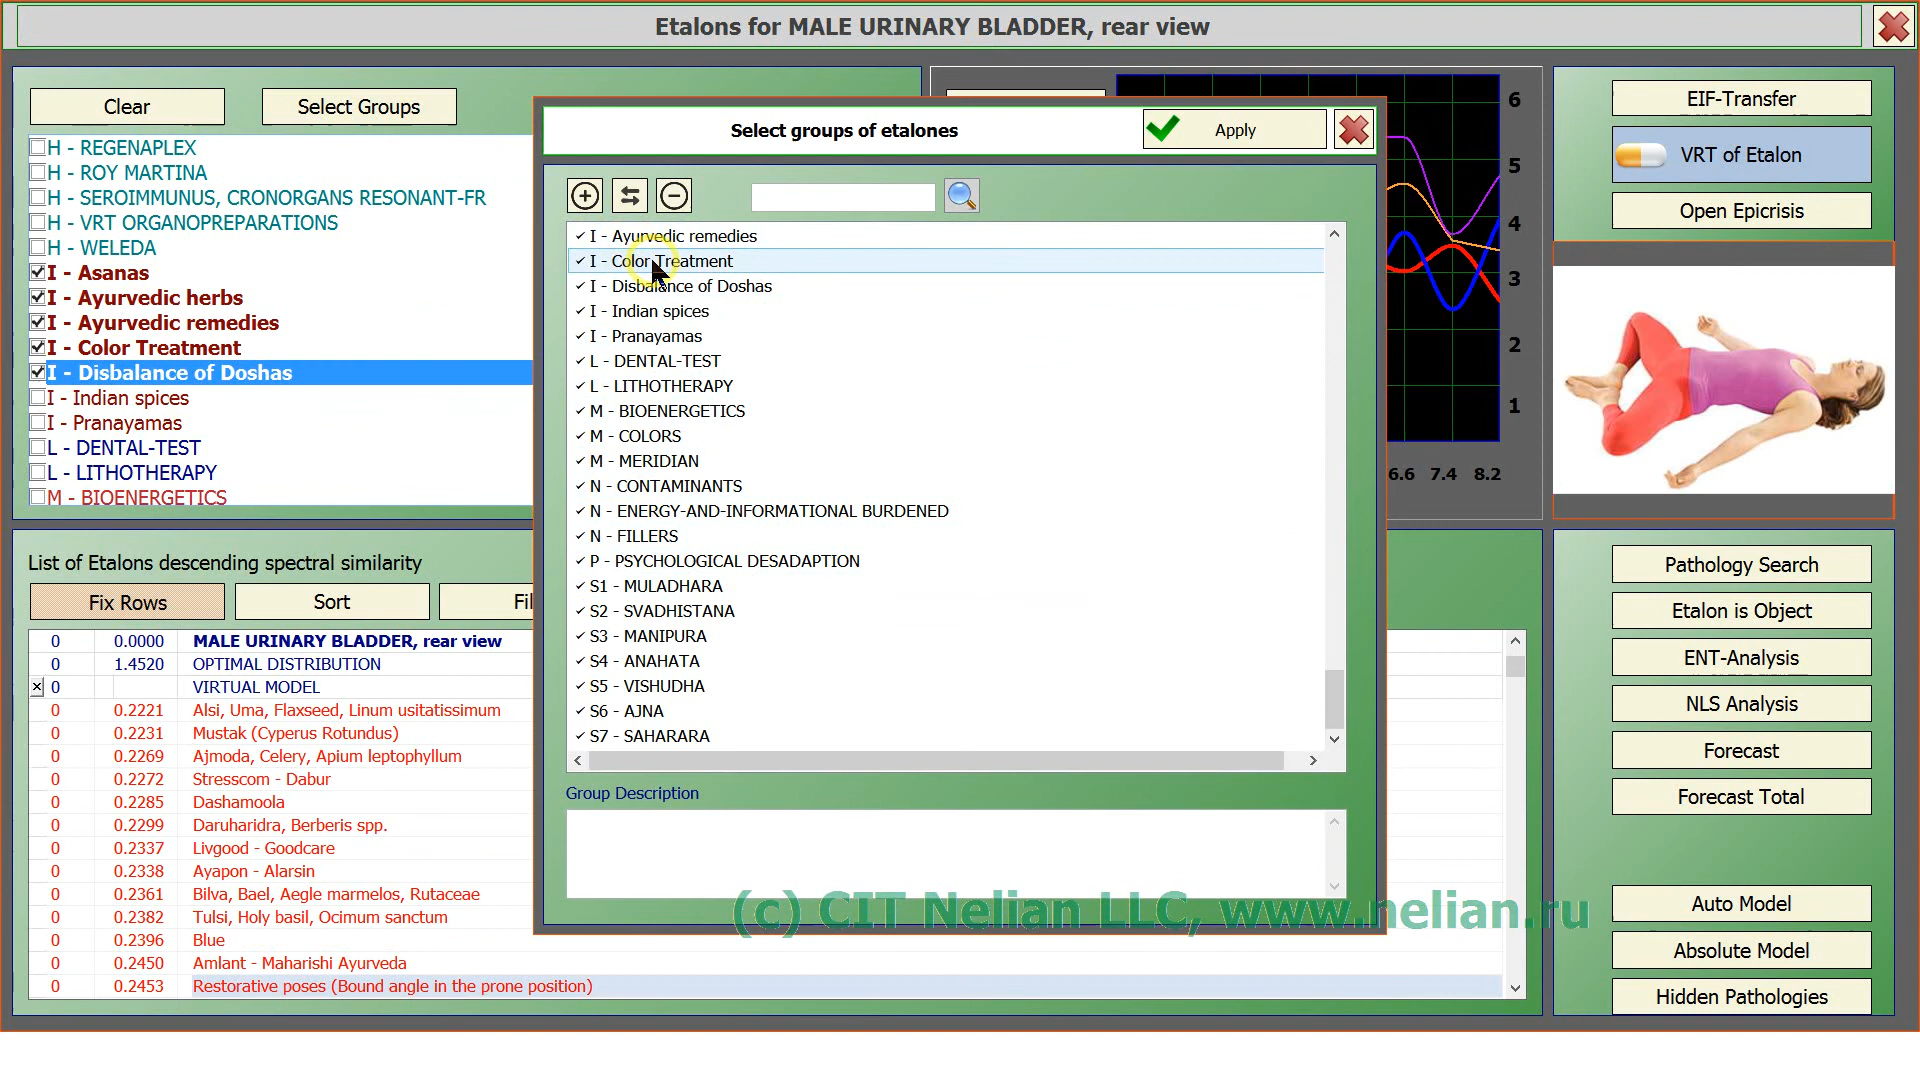 Etalons for MALE URINARY BLADDER, rear view
Clear
Select Groups
H - REGENAPLEX
H - ROY MARTINA
H - SEROIMMUNUS, CRONORGANS RESONANT-FR
H - VRT ORGANOPREPARATIONS
H - WELEDA
I - Asanas
I - Ayurvedic herbs
I - Ayurvedic remedies
I - Color Treatment
I - Disbalance of Doshas
I - Indian spices
I - Pranayamas
L - DENTAL-TEST
L - LITHOTHERAPY
M - BIOENERGETICS
Select groups of etalones
Apply
I - Ayurvedic remedies
I - Color Treatment
I - Disbalance of Doshas
I - Indian spices
I - Pranayamas
L - DENTAL-TEST
L - LITHOTHERAPY
M - BIOENERGETICS
M - COLORS
M - MERIDIAN
N - CONTAMINANTS
N - ENERGY-AND-INFORMATIONAL BURDENED
N - FILLERS
P - PSYCHOLOGICAL DESADAPTION
S1 - MULADHARA
S2 - SVADHISTANA
S3 - MANIPURA
S4 - ANAHATA
S5 - VISHUDHA
S6 - AJNA
S7 - SAHARARA
Group Description
6
5
4
3
2
1
6.6 7.4 8.2
EIF-Transfer
VRT of Etalon
Open Epicrisis
List of Etalons descending spectral similarity
Fix Rows
Sort
Fil
0 0.0000 MALE URINARY BLADDER, rear view
0 1.4520 OPTIMAL DISTRIBUTION
x 0 VIRTUAL MODEL
0 0.2221 Alsi, Uma, Flaxseed, Linum usitatissimum
0 0.2231 Mustak (Cyperus Rotundus)
0 0.2269 Ajmoda, Celery, Apium leptophyllum
0 0.2272 Stresscom - Dabur
0 0.2285 Dashamoola
0 0.2299 Daruharidra, Berberis spp.
0 0.2337 Livgood - Goodcare
0 0.2338 Ayapon - Alarsin
0 0.2361 Bilva, Bael, Aegle marmelos, Rutaceae
0 0.2382 Tulsi, Holy basil, Ocimum sanctum
0 0.2396 Blue
0 0.2450 Amlant - Maharishi Ayurveda
0 0.2453 Restorative poses (Bound angle in the prone position)
Pathology Search
Etalon is Object
ENT-Analysis
NLS Analysis
Forecast
Forecast Total
Auto Model
Absolute Model
Hidden Pathologies
(c) CIT Nelian LLC, www.nelian.ru